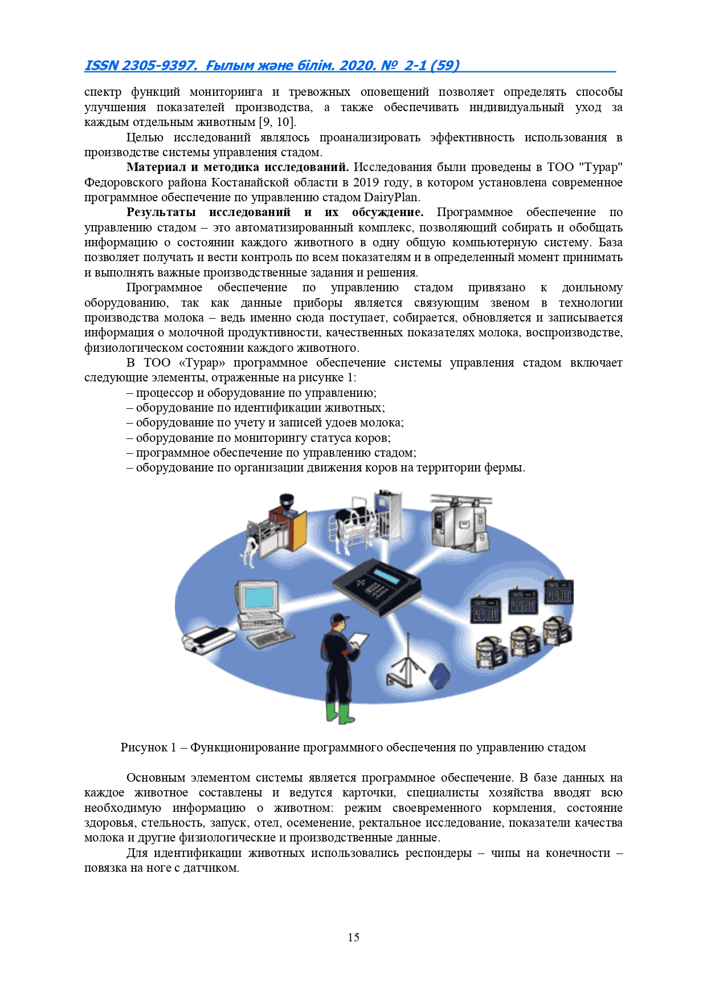 ISSN 2305-9397. Ғылым және білім. 2020. № 2-1 (59)
спектр функций мониторинга и тревожных оповещений позволяет определять способы
улучшения показателей производства, а также обеспечивать индивидуальный уход за
каждым отдельным животным [9, 10].
Целью исследований являлось проанализировать эффективность использования в
производстве системы управления стадом.
Материал и методика исследований. Исследования были проведены в ТОО "Турар"
Федоровского района Костанайской области в 2019 году, в котором установлена современное
программное обеспечение по управлению стадом DairyPlan.
Результаты исследований и их обсуждение. Программное обеспечение по
управлению стадом – это автоматизированный комплекс, позволяющий собирать и обобщать
информацию о состоянии каждого животного в одну общую компьютерную систему. База
позволяет получать и вести контроль по всем показателям и в определенный момент принимать
и выполнять важные производственные задания и решения.
Программное обеспечение по управлению стадом привязано к доильному
оборудованию, так как данные приборы является связующим звеном в технологии
производства молока – ведь именно сюда поступает, собирается, обновляется и записывается
информация о молочной продуктивности, качественных показателях молока, воспроизводстве,
физиологическом состоянии каждого животного.
В ТОО «Турар» программное обеспечение системы управления стадом включает
следующие элементы, отраженные на рисунке 1:
– процессор и оборудование по управлению;
– оборудование по идентификации животных;
– оборудование по учету и записей удоев молока;
– оборудование по мониторингу статуса коров;
– программное обеспечение по управлению стадом;
– оборудование по организации движения коров на территории фермы.
Рисунок 1 – Функционирование программного обеспечения по управлению стадом
Основным элементом системы является программное обеспечение. В базе данных на
каждое животное составлены и ведутся карточки, специалисты хозяйства вводят всю
необходимую информацию о животном: режим своевременного кормления, состояние
здоровья, стельность, запуск, отел, осеменение, ректальное исследование, показатели качества
молока и другие физиологические и производственные данные.
Для идентификации животных использовались респондеры – чипы на конечности –
повязка на ноге с датчиком.
15